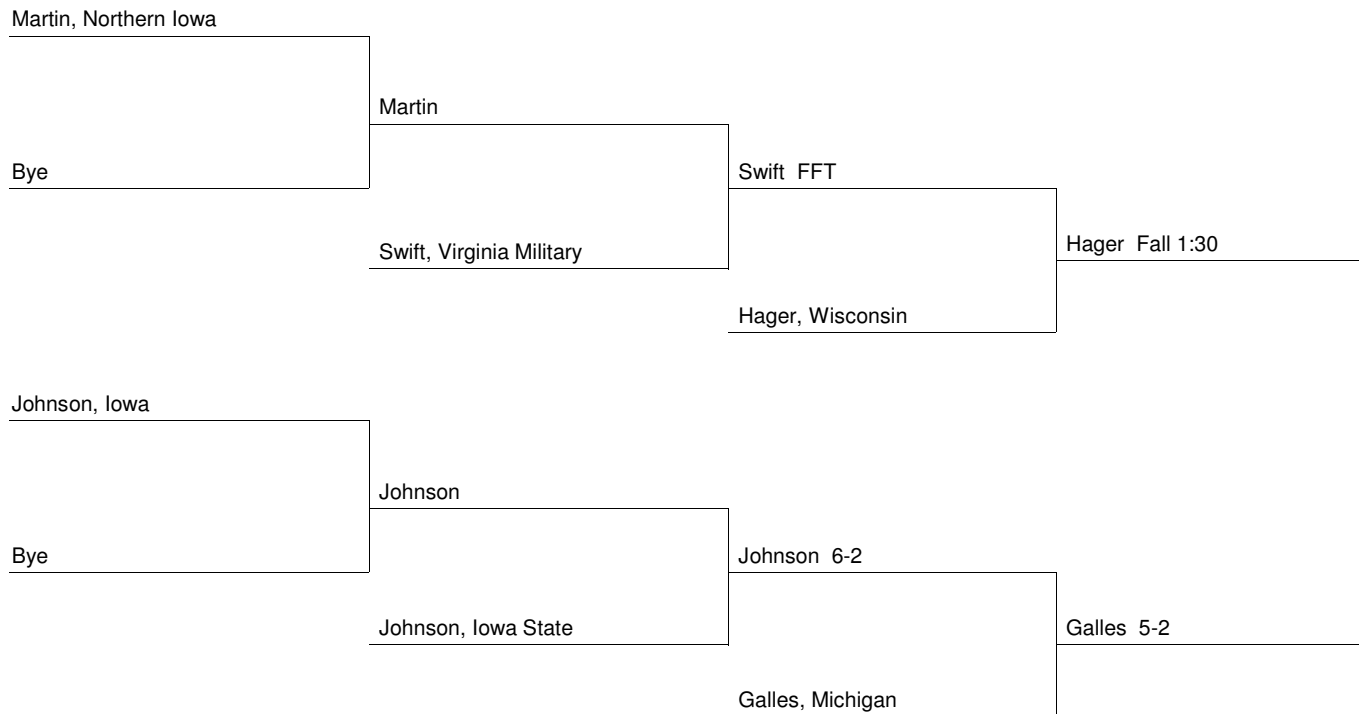 Martin, Northern Iowa
Martin
Bye
Swift FFT
Swift, Virginia Military
Hager Fall 1:30
Hager, Wisconsin
Johnson, Iowa
Johnson
Bye
Johnson 6-2
Johnson, Iowa State
Galles 5-2
Galles, Michigan